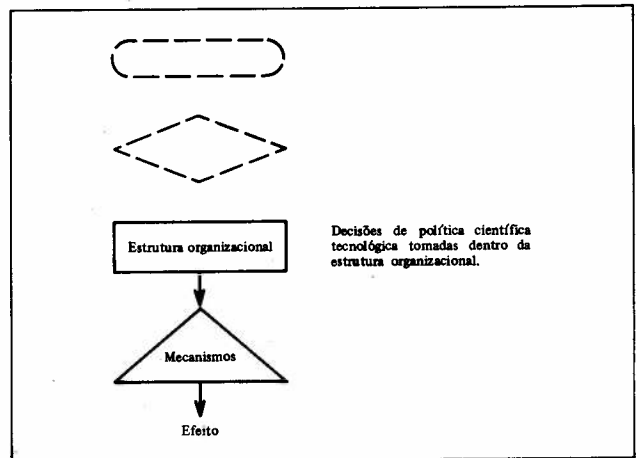 Estrutura organizacional
Decisões de política científica
tecnológica tomadas dentro da
estrutura organizacional.
Mecanismos
Efeito